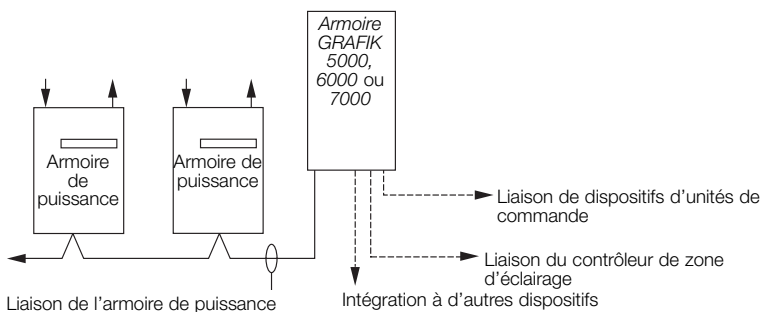 Armoire
GRAFIK
5000,
6000 ou
7000
Armoire
de
puissance
Armoire de
puissance
Liaison de dispositifs d'unités de
commande
Liaison du contrôleur de zone
d'éclairage
Intégration à d'autres dispositifs
Liaison de l'armoire de puissance